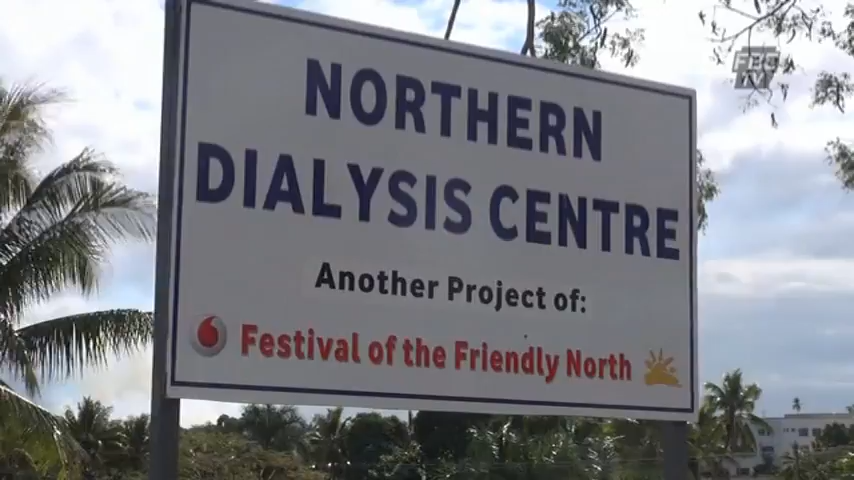 FBC
TV
NORTHERN
DIALYSIS CENTRE
Another Project of:
Festival of the Friendly North